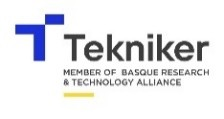 Tekniker
MEMBER OF BASQUE RESEARCH
& TECHNOLOGY ALLIANCE